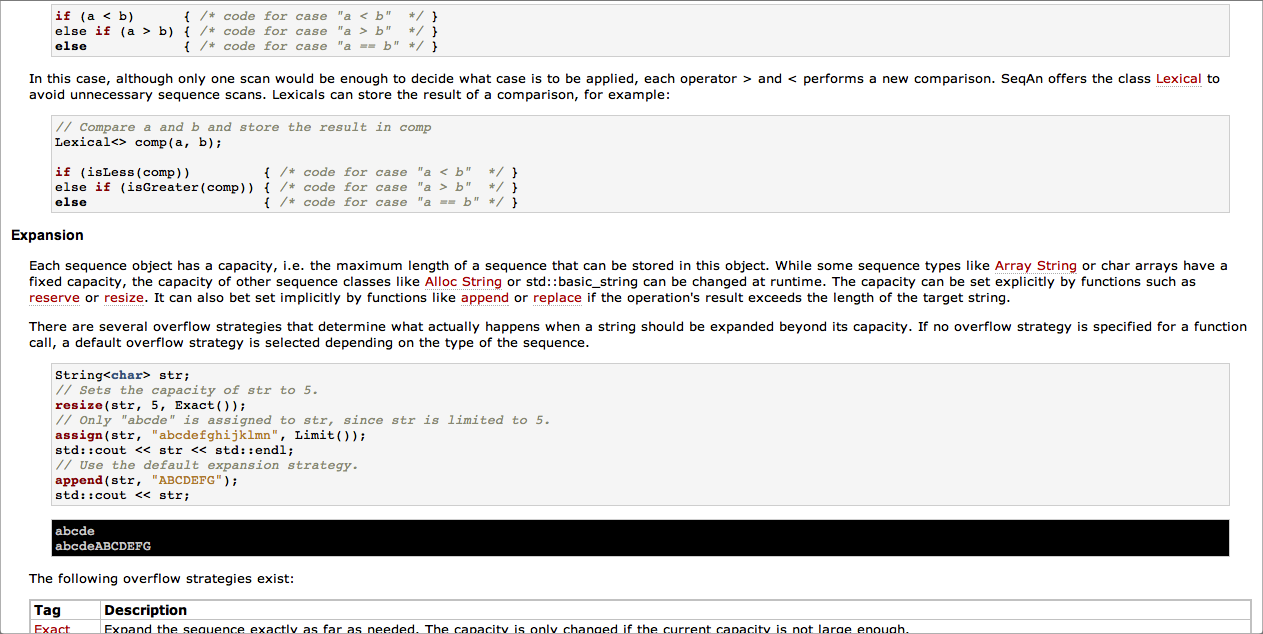 if (a < b)      { /* code for case "a < b"  */ }
else if (a > b) { /* code for case "a > b"  */ }
else            { /* code for case "a == b" */ }
In this case, although only one scan would be enough to decide what case is to be applied, each operator > and < performs a new comparison. SeqAn offers the class Lexical to
avoid unnecessary sequence scans. Lexicals can store the result of a comparison, for example:
// Compare a and b and store the result in comp
Lexical<> comp(a, b);
if (isLess(comp))         { /* code for case "a < b"  */ }
else if (isGreater(comp)) { /* code for case "a > b"  */ }
else                      { /* code for case "a == b" */ }
Expansion
Each sequence object has a capacity, i.e. the maximum length of a sequence that can be stored in this object. While some sequence types like Array String or char arrays have a
fixed capacity, the capacity of other sequence classes like Alloc String or std::basic_string can be changed at runtime. The capacity can be set explicitly by functions such as
reserve or resize. It can also bet set implicitly by functions like append or replace if the operation's result exceeds the length of the target string.
There are several overflow strategies that determine what actually happens when a string should be expanded beyond its capacity. If no overflow strategy is specified for a function
call, a default overflow strategy is selected depending on the type of the sequence.
String<char> str;
// Sets the capacity of str to 5.
resize(str, 5, Exact());
// Only "abcde" is assigned to str, since str is limited to 5.
assign(str, "abcdefghijklmn", Limit());
std::cout << str << std::endl;
// Use the default expansion strategy.
append(str, "ABCDEFG");
std::cout << str;
abcde
abcdeABCDEFG
The following overflow strategies exist:
Tag Description
Exact Expand the sequence exactly as far as needed. The capacity is only changed if the current capacity is not large enough.